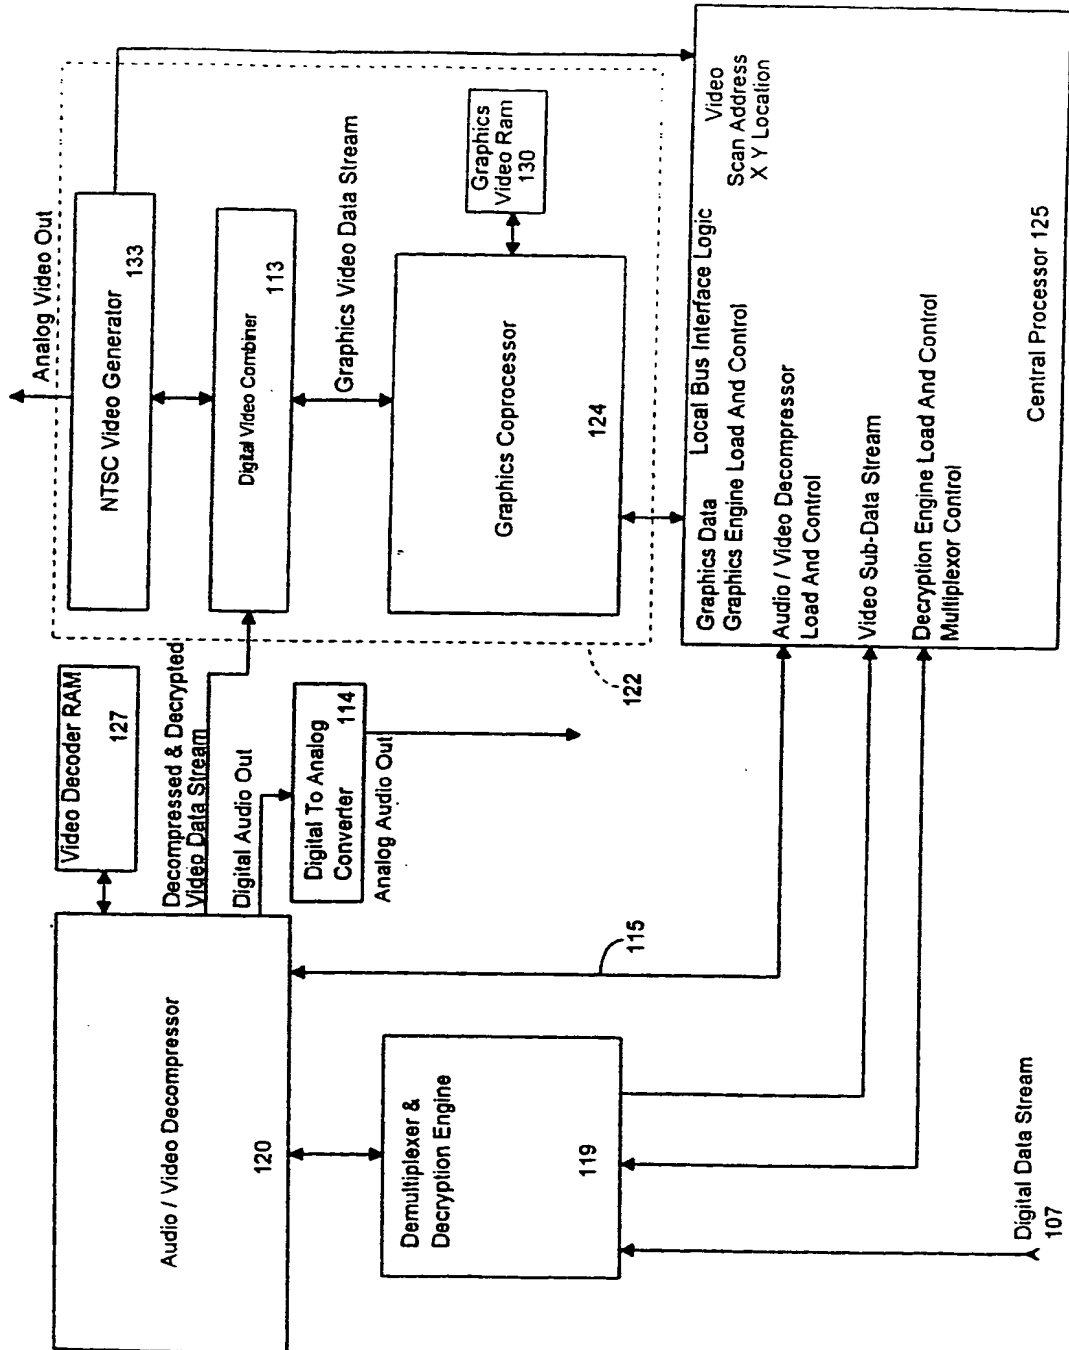 Audio / Video Decompressor
120
Video Decoder RAM
127
Decompressed & Decrypted
Video Data Stream
Digital Audio Out
Digital To Analog
Converter
114
Analog Audio Out
Demultiplexer &
Decryption Engine
119
115
Digital Data Stream
107
Analog Video Out
NTSC Video Generator
133
Digital Video Combiner
113
Graphics Video Data Stream
Graphics Coprocessor
124
Graphics
Video Ram
130
122
Graphics Data
Graphics Engine Load And Control
Local Bus Interface Logic
Video
Scan Address
X Y Location
Audio / Video Decompressor
Load And Control
Video Sub-Data Stream
Decryption Engine Load And Control
Multiplexor Control
Central Processor 125